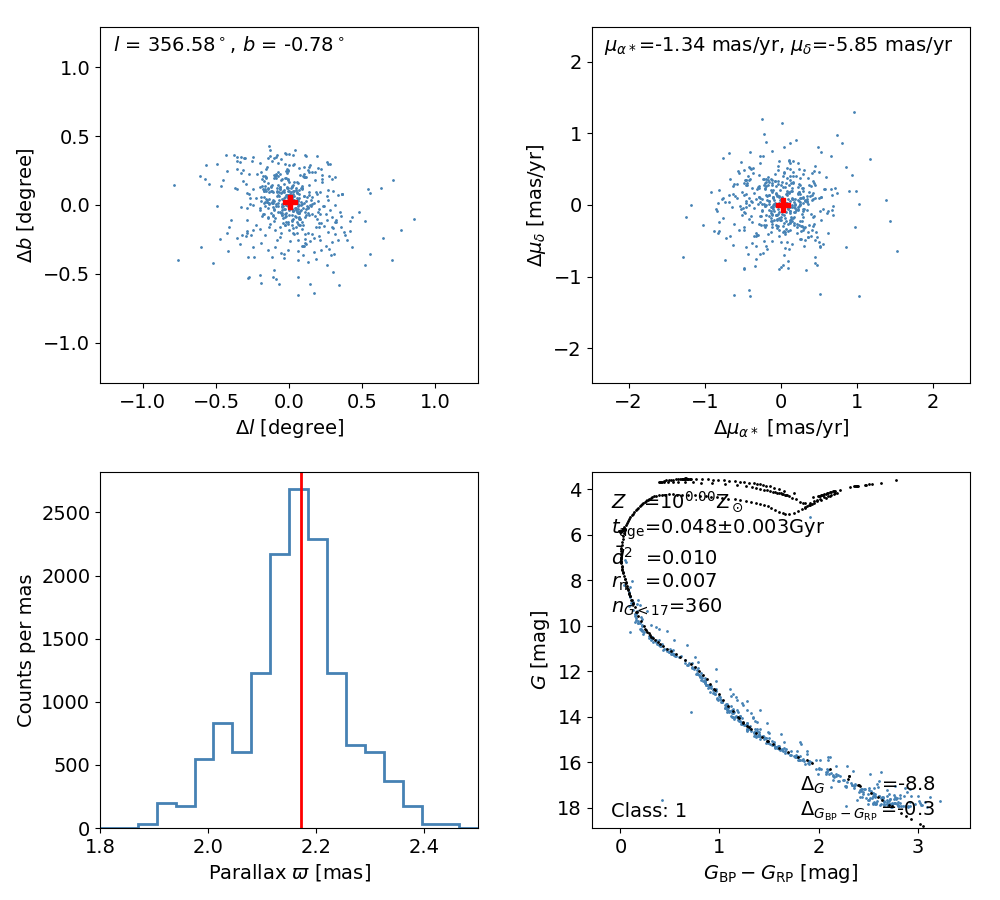 l = 356.58°, b = -0.78°
1.0
0.5
0.0
−0.5
−1.0
Δb [degree]
−1.0 −0.5 0.0 0.5 1.0
Δl [degree]
μα*=-1.34 mas/yr, μδ=-5.85 mas/yr
2
1
0
−1
−2
Δμδ [mas/yr]
−2 −1 0 1 2
Δμα* [mas/yr]
2500
2000
1500
1000
500
0
Counts per mas
1.8 2.0 2.2 2.4
Parallax ϖ [mas]
4
6
8
10
12
14
16
18
G [mag]
Z =10^0.00 Z⊙
tage=0.048±0.003Gyr
d̄² =0.010
rn =0.007
nG<17=360
ΔG =-8.8
ΔGBP−GRP =-0.3
Class: 1
0 1 2 3
GBP − GRP [mag]